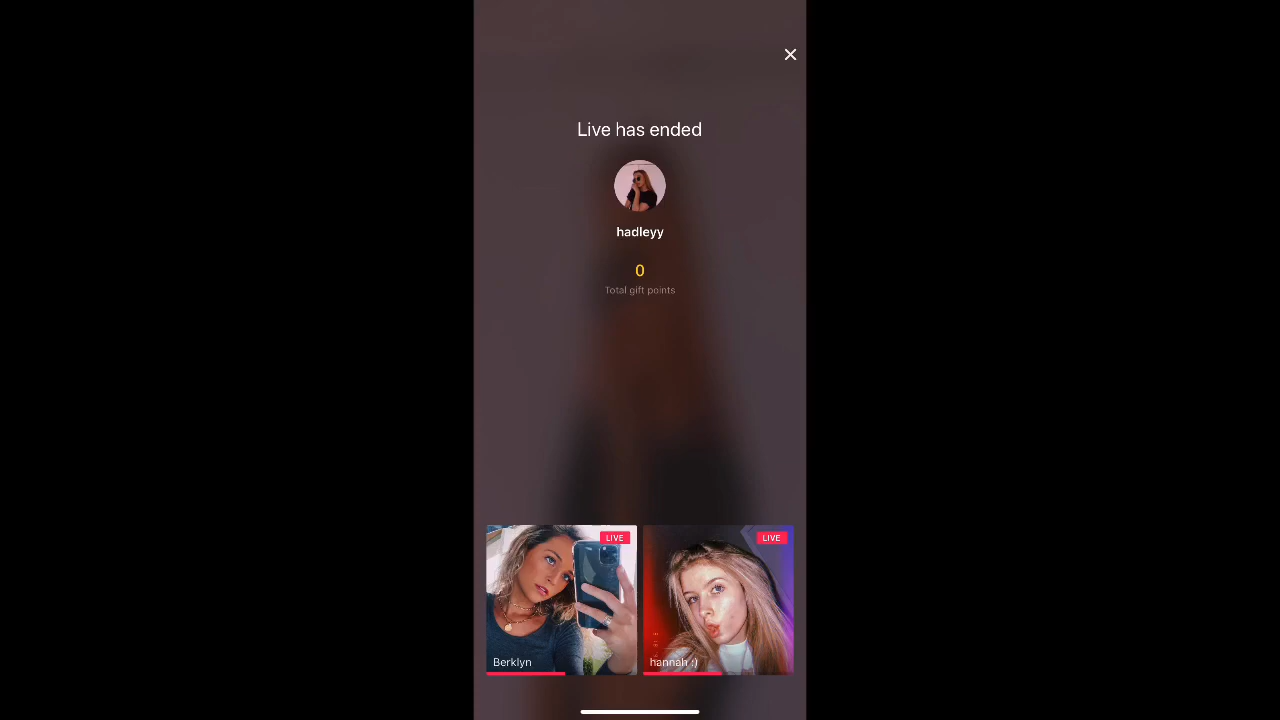 Live has ended
hadleyy
0
Total gift points
LIVE
LIVE
Berklyn
hannah :)